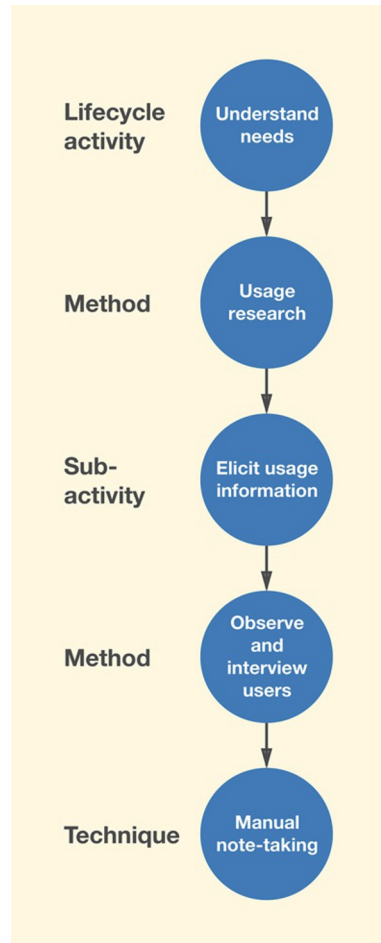 Lifecycle
activity
Understand
needs
Method
Usage
research
Sub-
activity
Elicit usage
information
Method
Observe
and
interview
users
Technique
Manual
note-taking